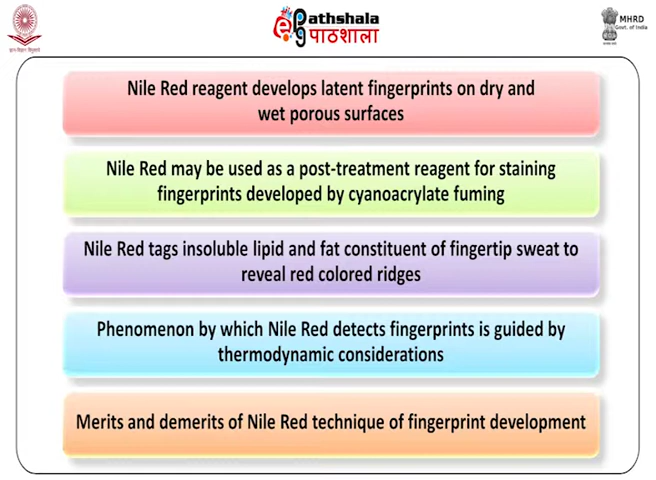 epathshala
पाठशाला
MHRD
Govt. of India
Nile Red reagent develops latent fingerprints on dry and
wet porous surfaces
Nile Red may be used as a post-treatment reagent for staining
fingerprints developed by cyanoacrylate fuming
Nile Red tags insoluble lipid and fat constituent of fingertip sweat to
reveal red colored ridges
Phenomenon by which Nile Red detects fingerprints is guided by
thermodynamic considerations
Merits and demerits of Nile Red technique of fingerprint development